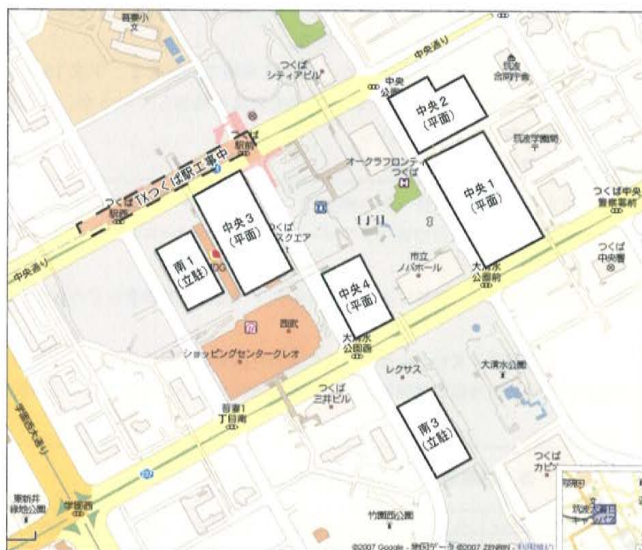 吾妻小
文
中央通り
つくば
シティアビル
中央
公園
筑波
合同庁舎
中央2
(平面)
つくば
駅前
TXつくば駅工事中
つくば
駅西
オークラフロンティ
つくば
筑波学園
中央1
(平面)
つくば中央
警察署前
つくば
中央署
中央通り
中央3
(平面)
つくば
スクエア
南1
(立駐)
市立
ノバホール
大清水
公園前
中央4
(平面)
西武
ショッピングセンタークレオ
大清水
公園西
レクサス
大清水公園
つくば
三井ビル
吾妻1
丁目南
南3
(立駐)
学園西大通り
つくば
カピオ
東新井
緑地公園
学園西
竹園西公園
©2007 Google - 地図データ ©2007 ZENRIN - 利用規約